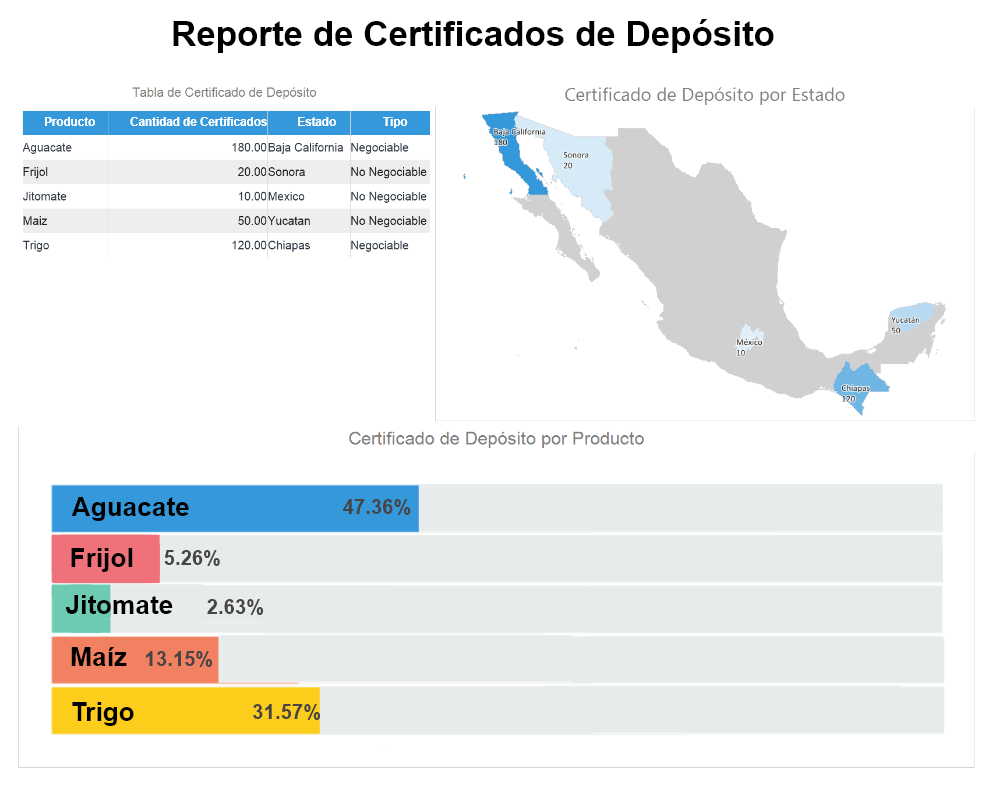 Reporte de Certificados de Depósito
Tabla de Certificado de Depósito
Producto Cantidad de Certificados Estado Tipo
Aguacate 180.00 Baja California Negociable
Frijol 20.00 Sonora No Negociable
Jitomate 10.00 Mexico No Negociable
Maiz 50.00 Yucatan No Negociable
Trigo 120.00 Chiapas Negociable
Certificado de Depósito por Estado
Baja California
180
Sonora
20
Yucatán
50
México
10
Chiapas
120
Certificado de Depósito por Producto
Aguacate 47.36%
Frijol 5.26%
Jitomate 2.63%
Maíz 13.15%
Trigo 31.57%